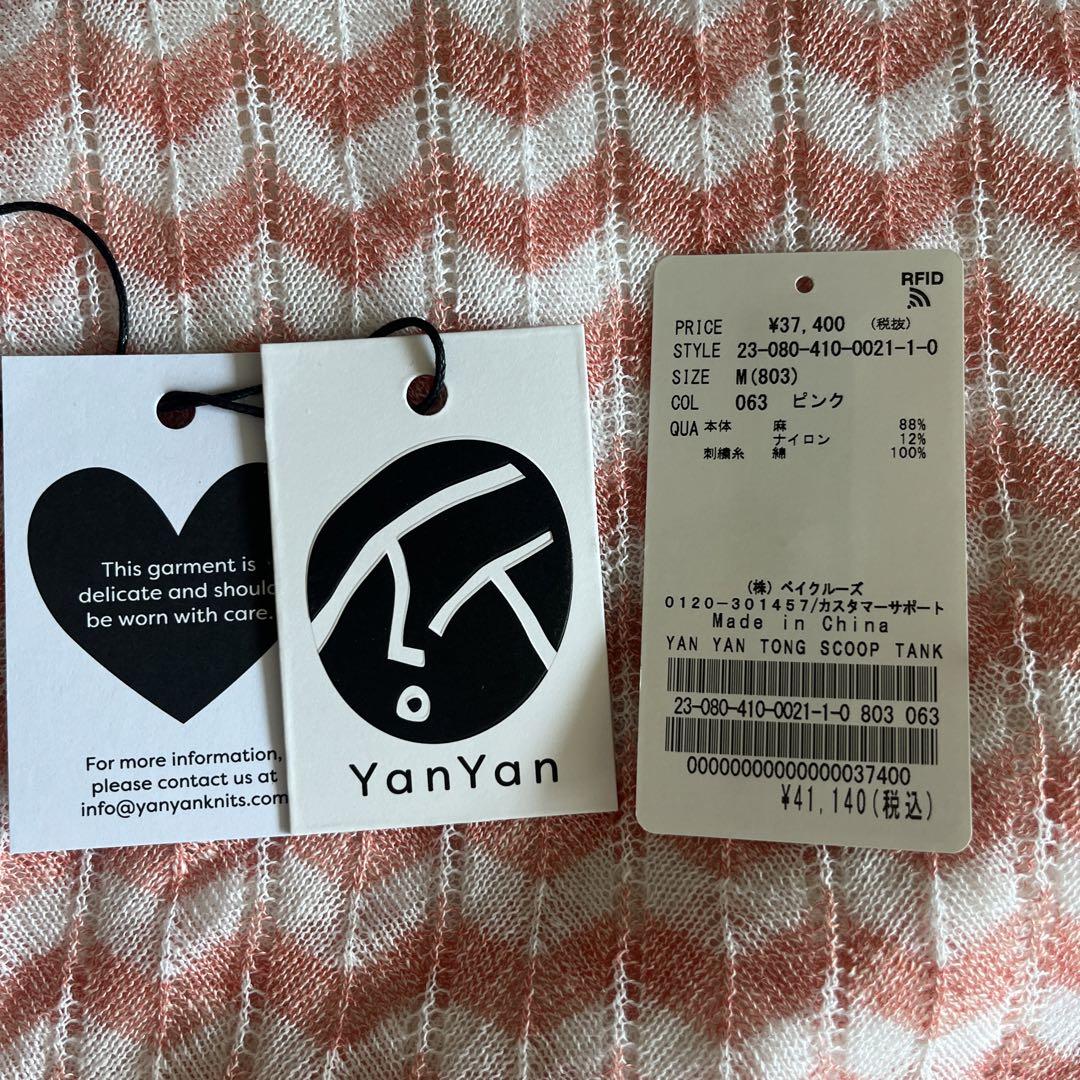 This garment is
delicate and should
be worn with care.
For more information,
please contact us at
info@yanyanknits.com
YanYan
RFID
PRICE ¥37,400 (税抜)
STYLE 23-080-410-0021-1-0
SIZE M(803)
COL 063 ピンク
QUA 本体 麻 88%
ナイロン 12%
刺繍糸 綿 100%
(株) ベイクルーズ
0120-301457/カスタマーサポート
Made in China
YAN YAN TONG SCOOP TANK
23-080-410-0021-1-0 803 063
00000000000000037400
¥41,140(税込)